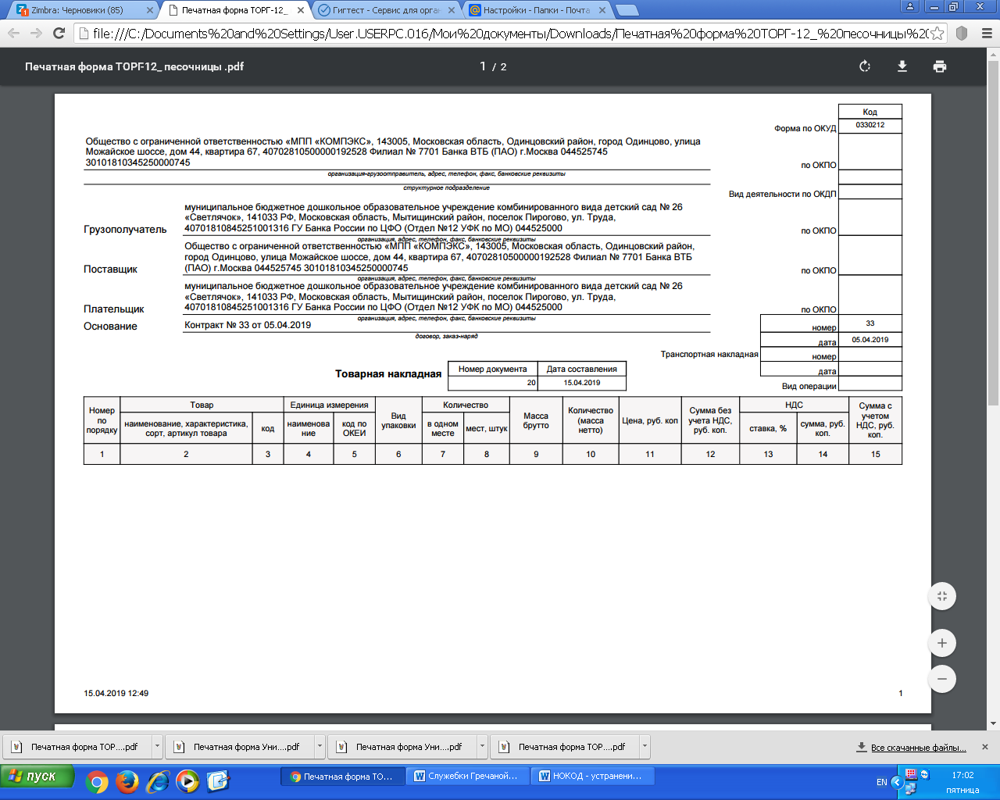 Zimbra: Черновики (85)
Печатная форма ТОРГ-12_
Гигтест - Сервис для орган
Настройки - Папки - Почта
file:///C:/Documents%20and%20Settings/User.USERPC.016/Мои%20документы/Downloads/Печатная%20форма%20ТОРГ-12_%20песочницы%20
Печатная форма ТОРГ-12_ песочницы .pdf
1 / 2
Код
Форма по ОКУД 0330212
Общество с ограниченной ответственностью «МПП «КОМПЭКС», 143005, Московская область, Одинцовский район, город Одинцово, улица
Можайское шоссе, дом 44, квартира 67, 40702810500000192528 Филиал № 7701 Банка ВТБ (ПАО) г.Москва 044525745
30101810345250000745
по ОКПО
организация-грузоотправитель, адрес, телефон, факс, банковские реквизиты
структурное подразделение
Вид деятельности по ОКДП
Грузополучатель
муниципальное бюджетное дошкольное образовательное учреждение комбинированного вида детский сад № 26
«Светлячок», 141033 РФ, Московская область, Мытищинский район, поселок Пирогово, ул. Труда,
40701810845251001316 ГУ Банка России по ЦФО (Отдел №12 УФК по МО) 044525000
по ОКПО
организация, адрес, телефон, факс, банковские реквизиты
Поставщик
Общество с ограниченной ответственностью «МПП «КОМПЭКС», 143005, Московская область, Одинцовский район,
город Одинцово, улица Можайское шоссе, дом 44, квартира 67, 40702810500000192528 Филиал № 7701 Банка ВТБ
(ПАО) г.Москва 044525745 30101810345250000745
по ОКПО
организация, адрес, телефон, факс, банковские реквизиты
Плательщик
муниципальное бюджетное дошкольное образовательное учреждение комбинированного вида детский сад № 26
«Светлячок», 141033 РФ, Московская область, Мытищинский район, поселок Пирогово, ул. Труда,
40701810845251001316 ГУ Банка России по ЦФО (Отдел №12 УФК по МО) 044525000
по ОКПО
организация, адрес, телефон, факс, банковские реквизиты
Основание Контракт № 33 от 05.04.2019
договор, заказ-наряд
номер 33
дата 05.04.2019
Транспортная накладная номер
дата
Вид операции
Товарная накладная
Номер документа Дата составления
20 15.04.2019
Номер по порядку
Товар
наименование, характеристика, сорт, артикул товара
код
Единица измерения
наименова ние
код по ОКЕИ
Вид упаковки
Количество
в одном месте
мест, штук
Масса брутто
Количество (масса нетто)
Цена, руб. коп
Сумма без учета НДС, руб. коп.
НДС
ставка, %
сумма, руб. коп.
Сумма с учетом НДС, руб. коп.
1 2 3 4 5 6 7 8 9 10 11 12 13 14 15
15.04.2019 12:49
1
Печатная форма ТОР....pdf
Печатная форма Уни....pdf
Печатная форма Уни....pdf
Печатная форма ТОР....pdf
Все скачанные файлы...
пуск
Печатная форма ТО...
Служебки Гречаной...
НОКОД - устранени...
EN
17:02
пятница